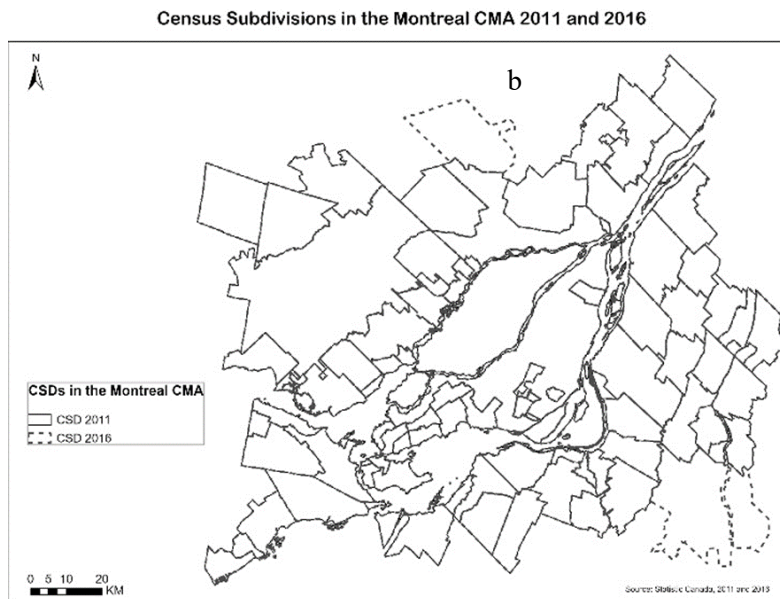 Census Subdivisions in the Montreal CMA 2011 and 2016
N
b
CSDs in the Montreal CMA
CSD 2011
CSD 2016
0 5 10 20
KM
Source: Statistic Canada, 2011 and 2016